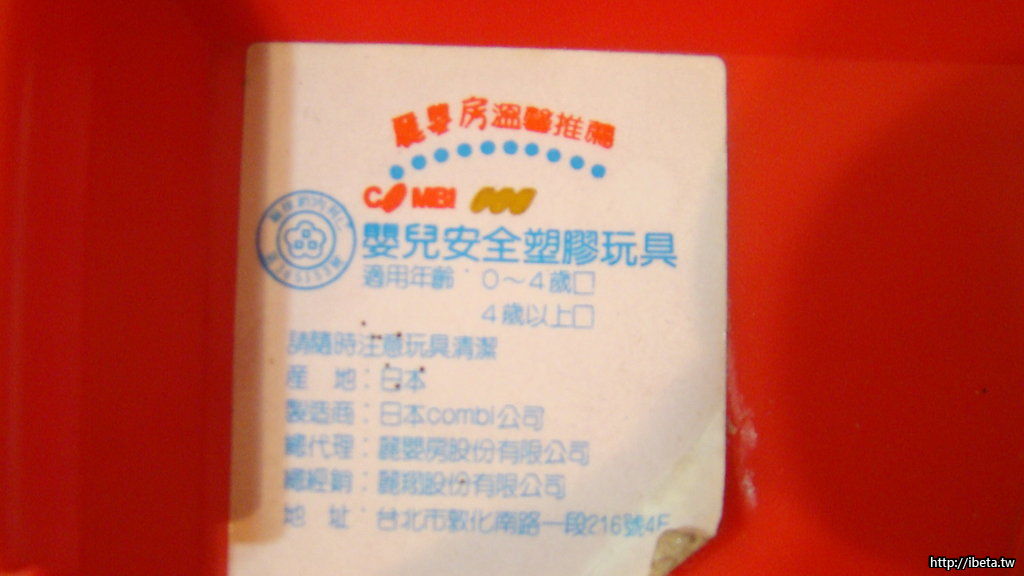 麗嬰房溫馨推薦
COMBI
嬰兒安全塑膠玩具
適用年齡：0～4歲□
4歲以上□
請隨時注意玩具清潔
産 地：日本
製造商：日本combi公司
總代理：麗嬰房股份有限公司
總經銷：麗翔股份有限公司
地 址：台北市敦化南路一段216號4F
http://ibeta.tw